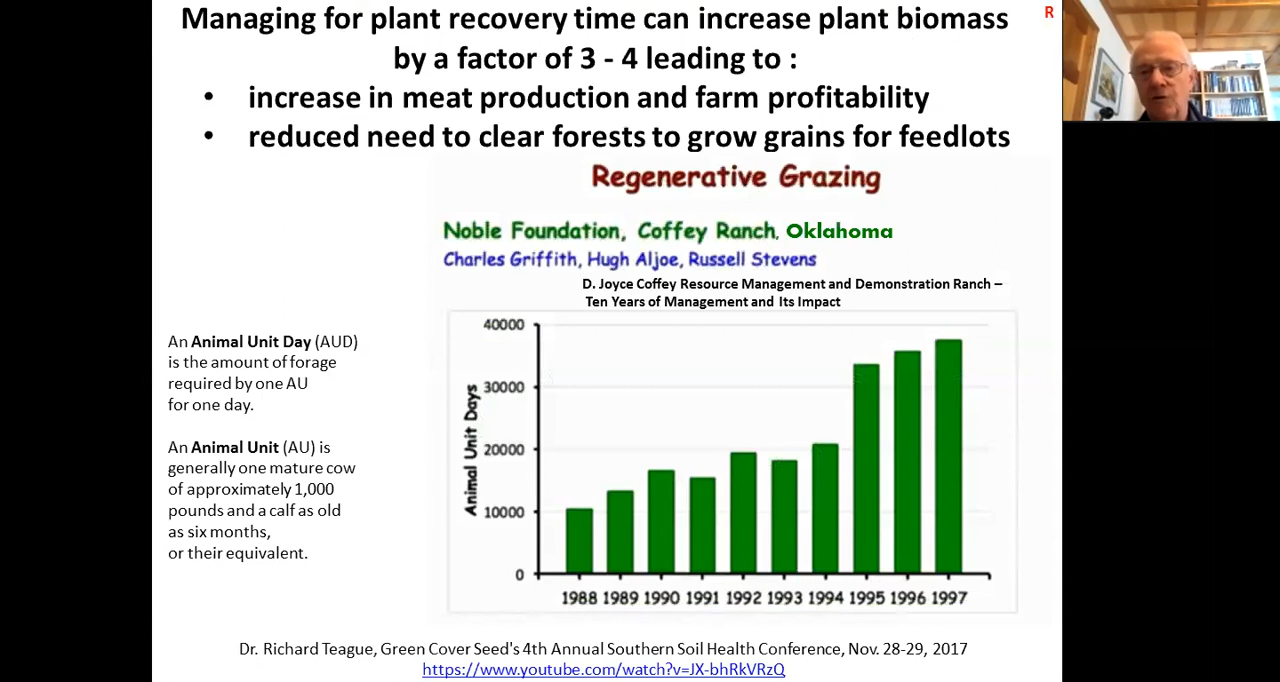 Managing for plant recovery time can increase plant biomass
by a factor of 3 - 4 leading to :
• increase in meat production and farm profitability
• reduced need to clear forests to grow grains for feedlots
R
Regenerative Grazing
Noble Foundation, Coffey Ranch, Oklahoma
Charles Griffith, Hugh Aljoe, Russell Stevens
D. Joyce Coffey Resource Management and Demonstration Ranch –
Ten Years of Management and Its Impact
An Animal Unit Day (AUD)
is the amount of forage
required by one AU
for one day.
An Animal Unit (AU) is
generally one mature cow
of approximately 1,000
pounds and a calf as old
as six months,
or their equivalent.
Animal Unit Days
40000
30000
20000
10000
0
1988 1989 1990 1991 1992 1993 1994 1995 1996 1997
Dr. Richard Teague, Green Cover Seed's 4th Annual Southern Soil Health Conference, Nov. 28-29, 2017
https://www.youtube.com/watch?v=JX-bhRkVRzQ